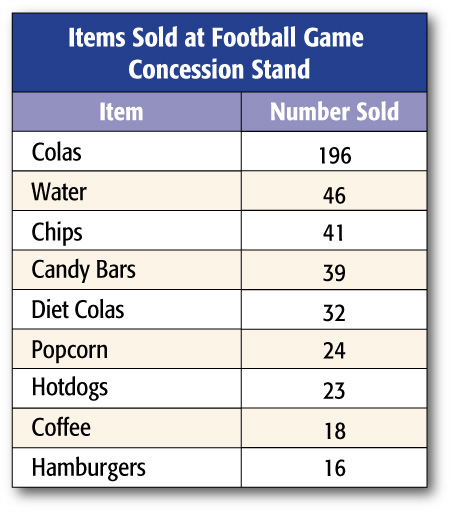 Items Sold at Football Game
Concession Stand
Item Number Sold
Colas 196
Water 46
Chips 41
Candy Bars 39
Diet Colas 32
Popcorn 24
Hotdogs 23
Coffee 18
Hamburgers 16